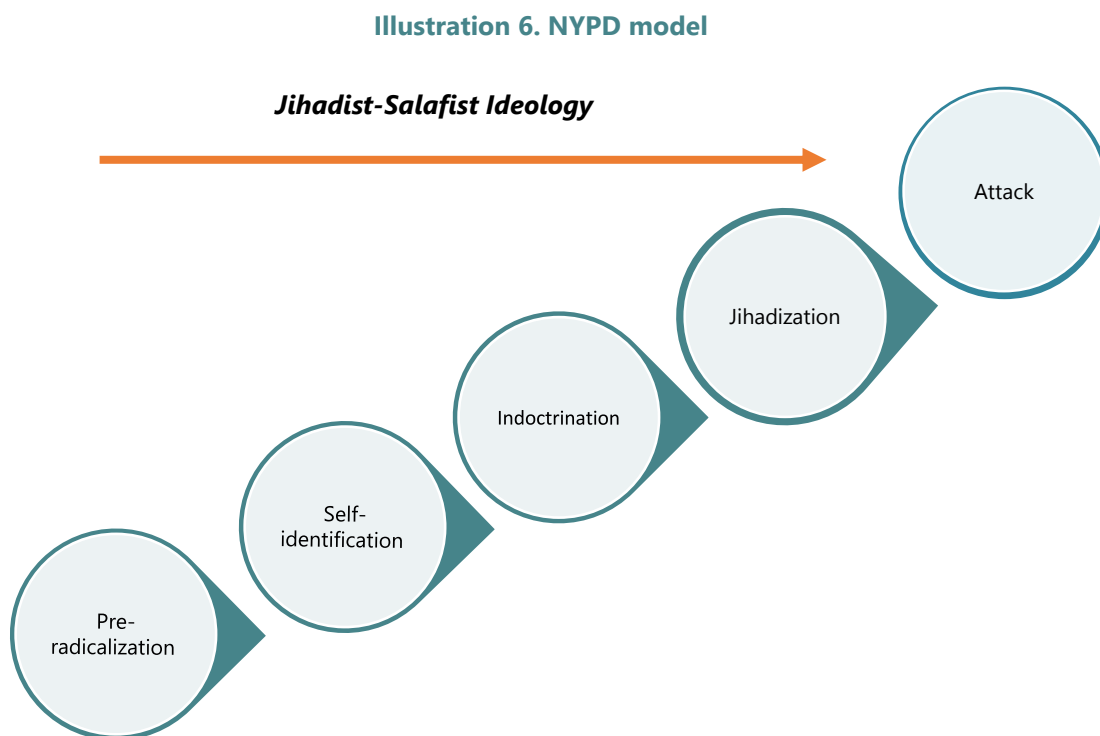 Illustration 6. NYPD model
Jihadist-Salafist Ideology
Attack
Jihadization
Indoctrination
Self-
identification
Pre-
radicalization